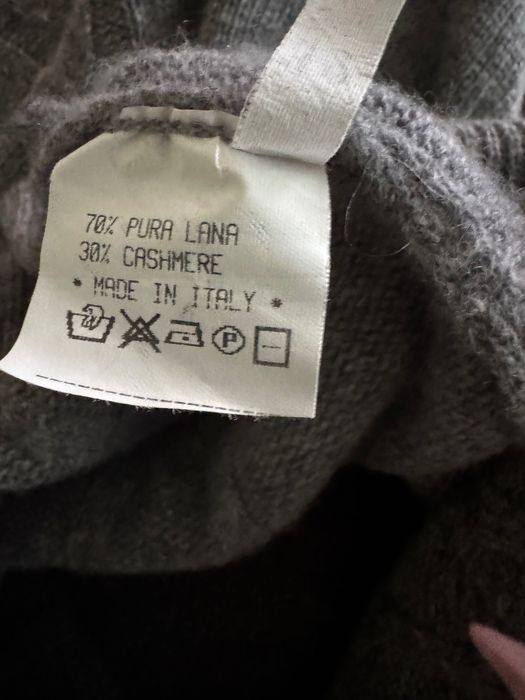 70% PURA LANA
30% CASHMERE
* MADE IN ITALY *
P